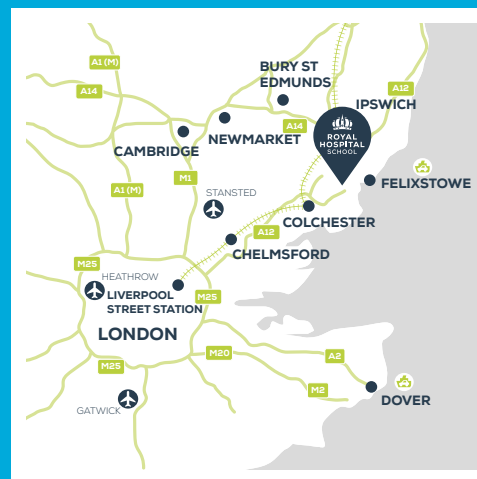 A1 (M)
BURY ST
EDMUNDS
A14
A12
IPSWICH
A14
ROYAL
HOSPITAL
SCHOOL
NEWMARKET
CAMBRIDGE
M1
A1 (M)
STANSTED
FELIXSTOWE
COLCHESTER
A12
CHELMSFORD
M25
HEATHROW
LIVERPOOL
STREET STATION
M25
LONDON
M20
A2
M25
M2
DOVER
GATWICK